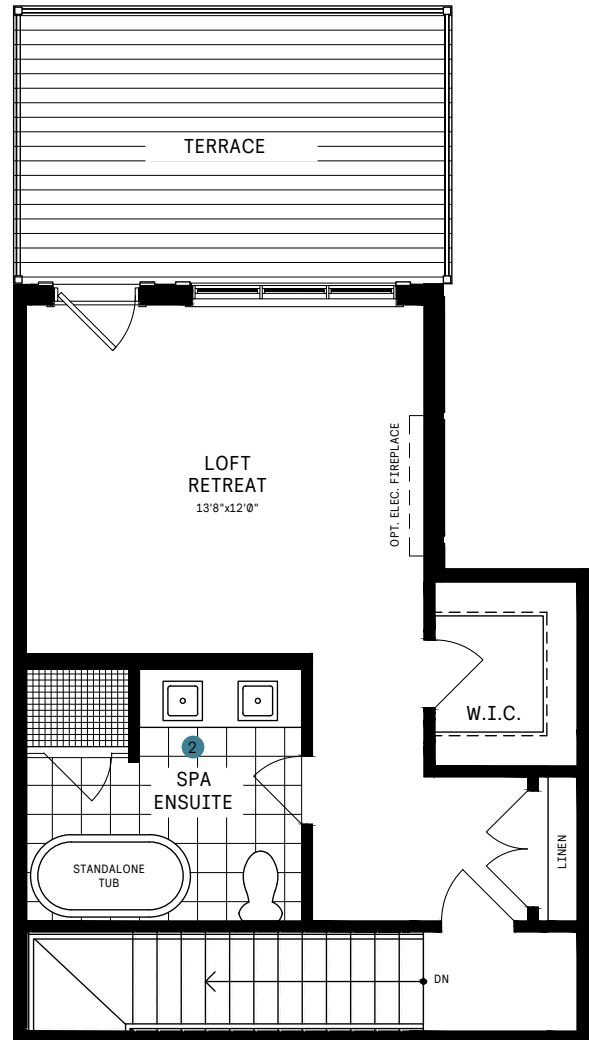 TERRACE
LOFT
RETREAT
13'8"x12'0"
OPT. ELEC. FIREPLACE
W.I.C.
2
SPA
ENSUITE
LINEN
STANDALONE
TUB
DN